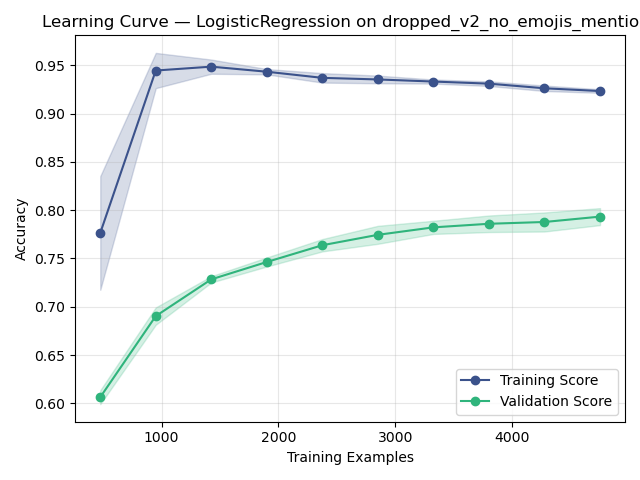 Learning Curve — LogisticRegression on dropped_v2_no_emojis_mentio
0.95
0.90
0.85
0.80
0.75
0.70
0.65
0.60
Accuracy
Training Score
Validation Score
1000 2000 3000 4000
Training Examples